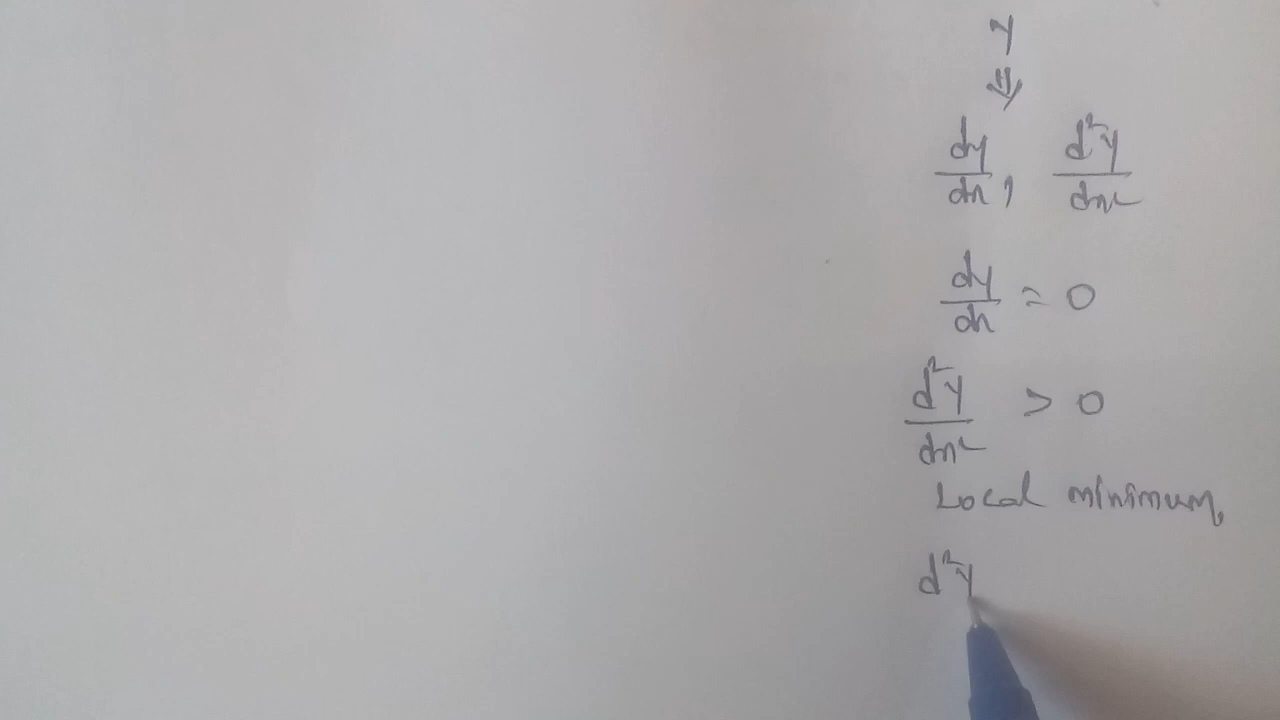 y
⇓
dy/dx, d²y/dx²
dy/dx = 0
d²y/dx² > 0
Local minimum,
d²y